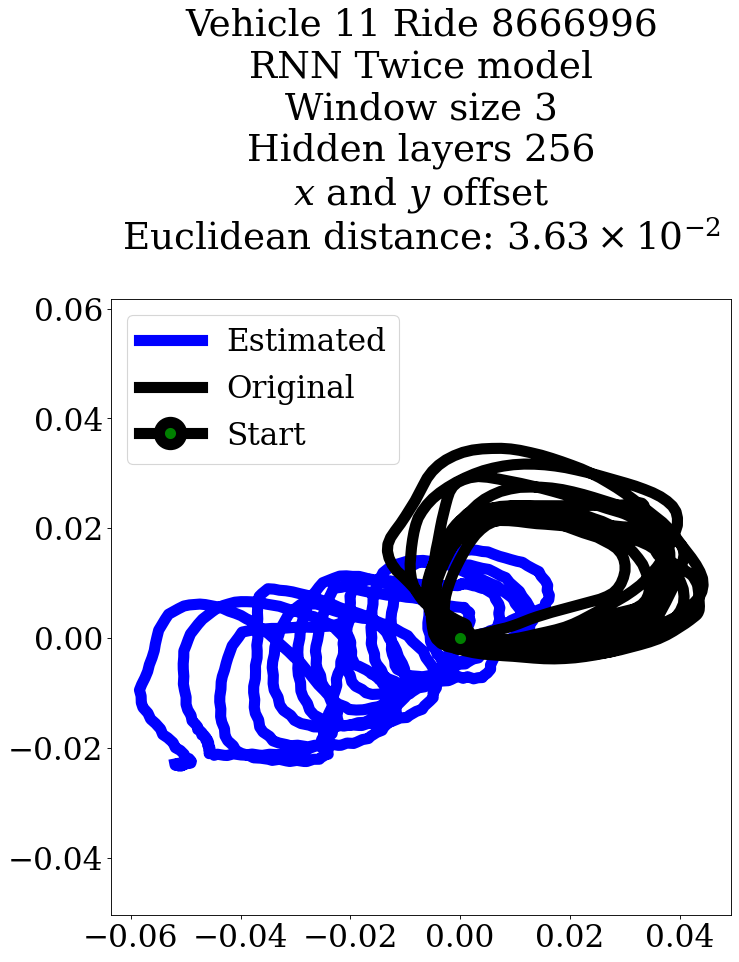 Vehicle 11 Ride 8666996
RNN Twice model
Window size 3
Hidden layers 256
x and y offset
Euclidean distance: 3.63 × 10⁻²
Estimated
Original
Start
0.06
0.04
0.02
0.00
−0.02
−0.04
−0.06 −0.04 −0.02 0.00 0.02 0.04